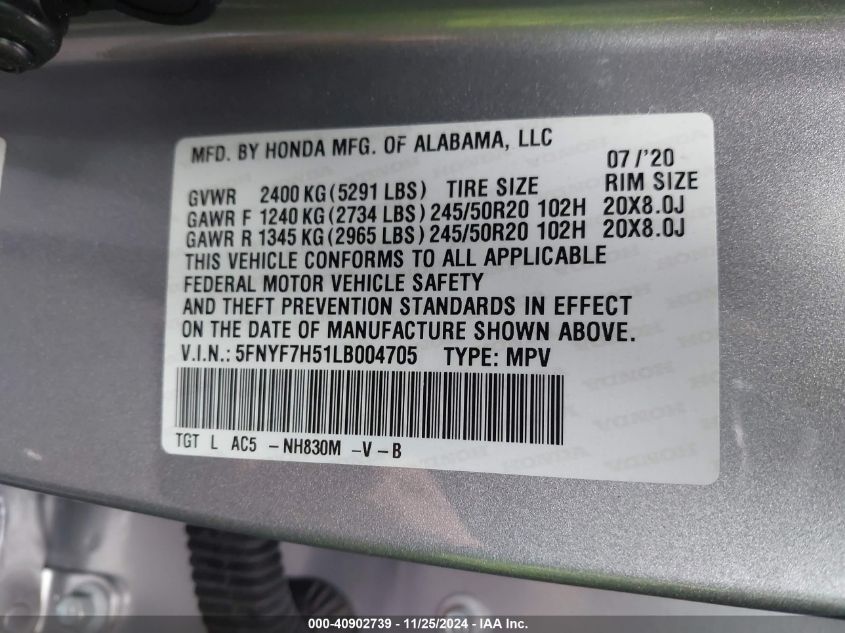 MFD. BY HONDA MFG. OF ALABAMA, LLC
07/'20
GVWR 2400 KG (5291 LBS) TIRE SIZE RIM SIZE
GAWR F 1240 KG (2734 LBS) 245/50R20 102H 20X8.0J
GAWR R 1345 KG (2965 LBS) 245/50R20 102H 20X8.0J
THIS VEHICLE CONFORMS TO ALL APPLICABLE
FEDERAL MOTOR VEHICLE SAFETY
AND THEFT PREVENTION STANDARDS IN EFFECT
ON THE DATE OF MANUFACTURE SHOWN ABOVE.
V.I.N.: 5FNYF7H51LB004705 TYPE: MPV
TGT L AC5 -NH830M -V -B
000-40902739 - 11/25/2024 - IAA Inc.